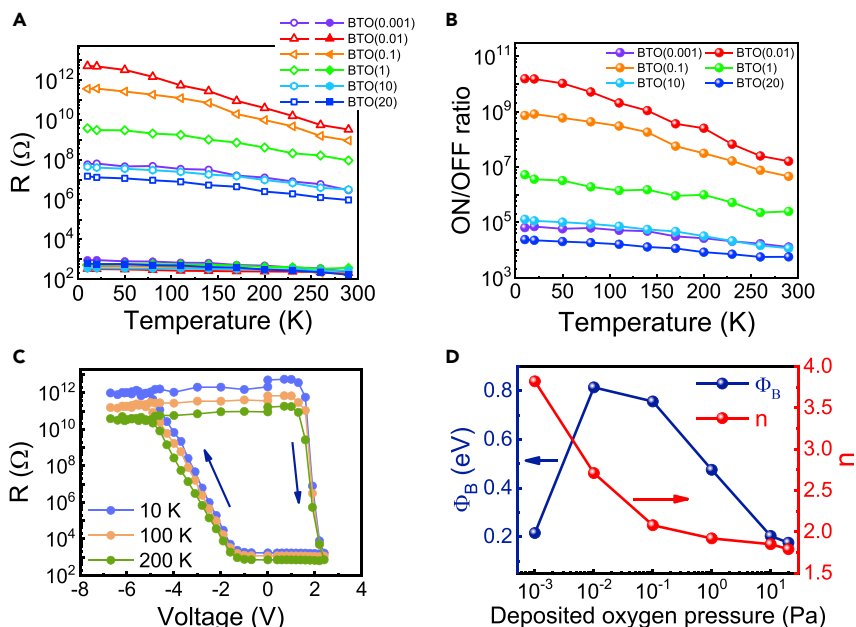 A
BTO(0.001)
BTO(0.01)
BTO(0.1)
BTO(1)
BTO(10)
BTO(20)
R (Ω)
10^12
10^10
10^8
10^6
10^4
10^2
0 50 100 150 200 250 300
Temperature (K)
B
BTO(0.001) BTO(0.01)
BTO(0.1) BTO(1)
BTO(10) BTO(20)
ON/OFF ratio
10^11
10^9
10^7
10^5
10^3
0 50 100 150 200 250 300
Temperature (K)
C
R (Ω)
10^12
10^10
10^8
10^6
10^4
10^2
10 K
100 K
200 K
-8 -6 -4 -2 0 2 4
Voltage (V)
D
Φ_B
n
Φ_B (eV)
0.8
0.6
0.4
0.2
n
4.0
3.5
3.0
2.5
2.0
1.5
10^-3 10^-2 10^-1 10^0 10^1
Deposited oxygen pressure (Pa)